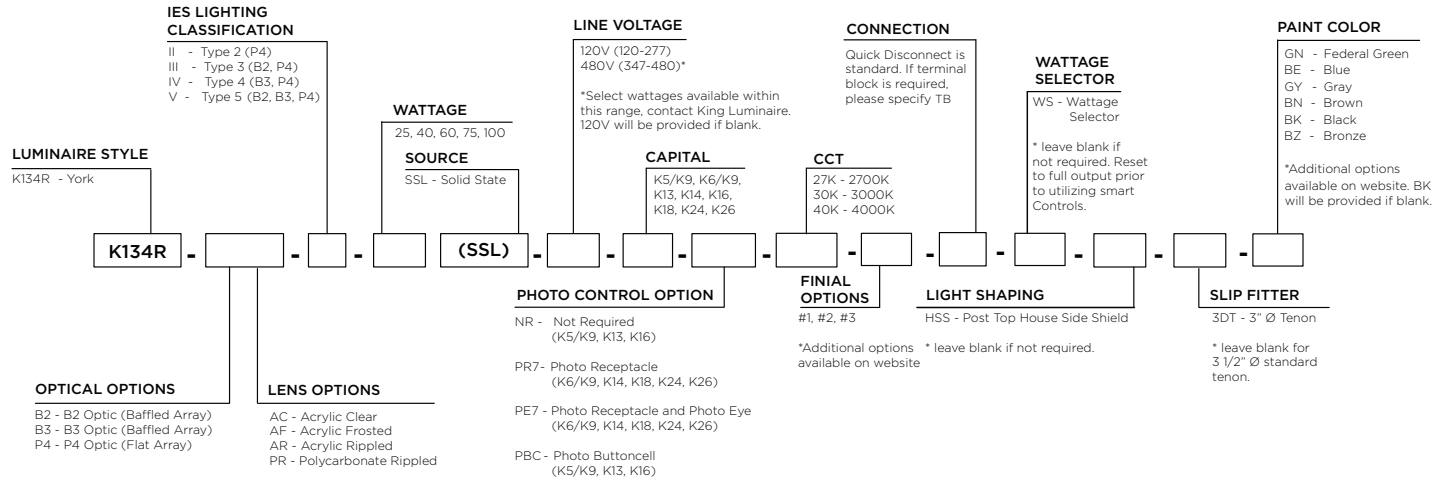 IES LIGHTING
CLASSIFICATION
II - Type 2 (P4)
III - Type 3 (B2, P4)
IV - Type 4 (B3, P4)
V - Type 5 (B2, B3, P4)
LINE VOLTAGE
120V (120-277)
480V (347-480)*
*Select wattages available within
this range, contact King Luminaire.
120V will be provided if blank.
CONNECTION
Quick Disconnect is
standard. If terminal
block is required,
please specify TB
WATTAGE
SELECTOR
WS - Wattage
Selector
* leave blank if
not required. Reset
to full output prior
to utilizing smart
Controls.
PAINT COLOR
GN - Federal Green
BE - Blue
GY - Gray
BN - Brown
BK - Black
BZ - Bronze
*Additional options
available on website. BK
will be provided if blank.
WATTAGE
25, 40, 60, 75, 100
LUMINAIRE STYLE
K134R - York
SOURCE
SSL - Solid State
CAPITAL
K5/K9, K6/K9,
K13, K14, K16,
K18, K24, K26
CCT
27K - 2700K
30K - 3000K
40K - 4000K
K134R - - - (SSL) - - - - - - - - - -
OPTICAL OPTIONS
B2 - B2 Optic (Baffled Array)
B3 - B3 Optic (Baffled Array)
P4 - P4 Optic (Flat Array)
LENS OPTIONS
AC - Acrylic Clear
AF - Acrylic Frosted
AR - Acrylic Rippled
PR - Polycarbonate Rippled
PHOTO CONTROL OPTION
NR - Not Required
(K5/K9, K13, K16)
PR7- Photo Receptacle
(K6/K9, K14, K18, K24, K26)
PE7 - Photo Receptacle and Photo Eye
(K6/K9, K14, K18, K24, K26)
PBC - Photo Buttoncell
(K5/K9, K13, K16)
FINIAL
OPTIONS
#1, #2, #3
*Additional options
available on website
LIGHT SHAPING
HSS - Post Top House Side Shield
* leave blank if not required.
SLIP FITTER
3DT - 3" Ø Tenon
* leave blank for
3 1/2" Ø standard
tenon.